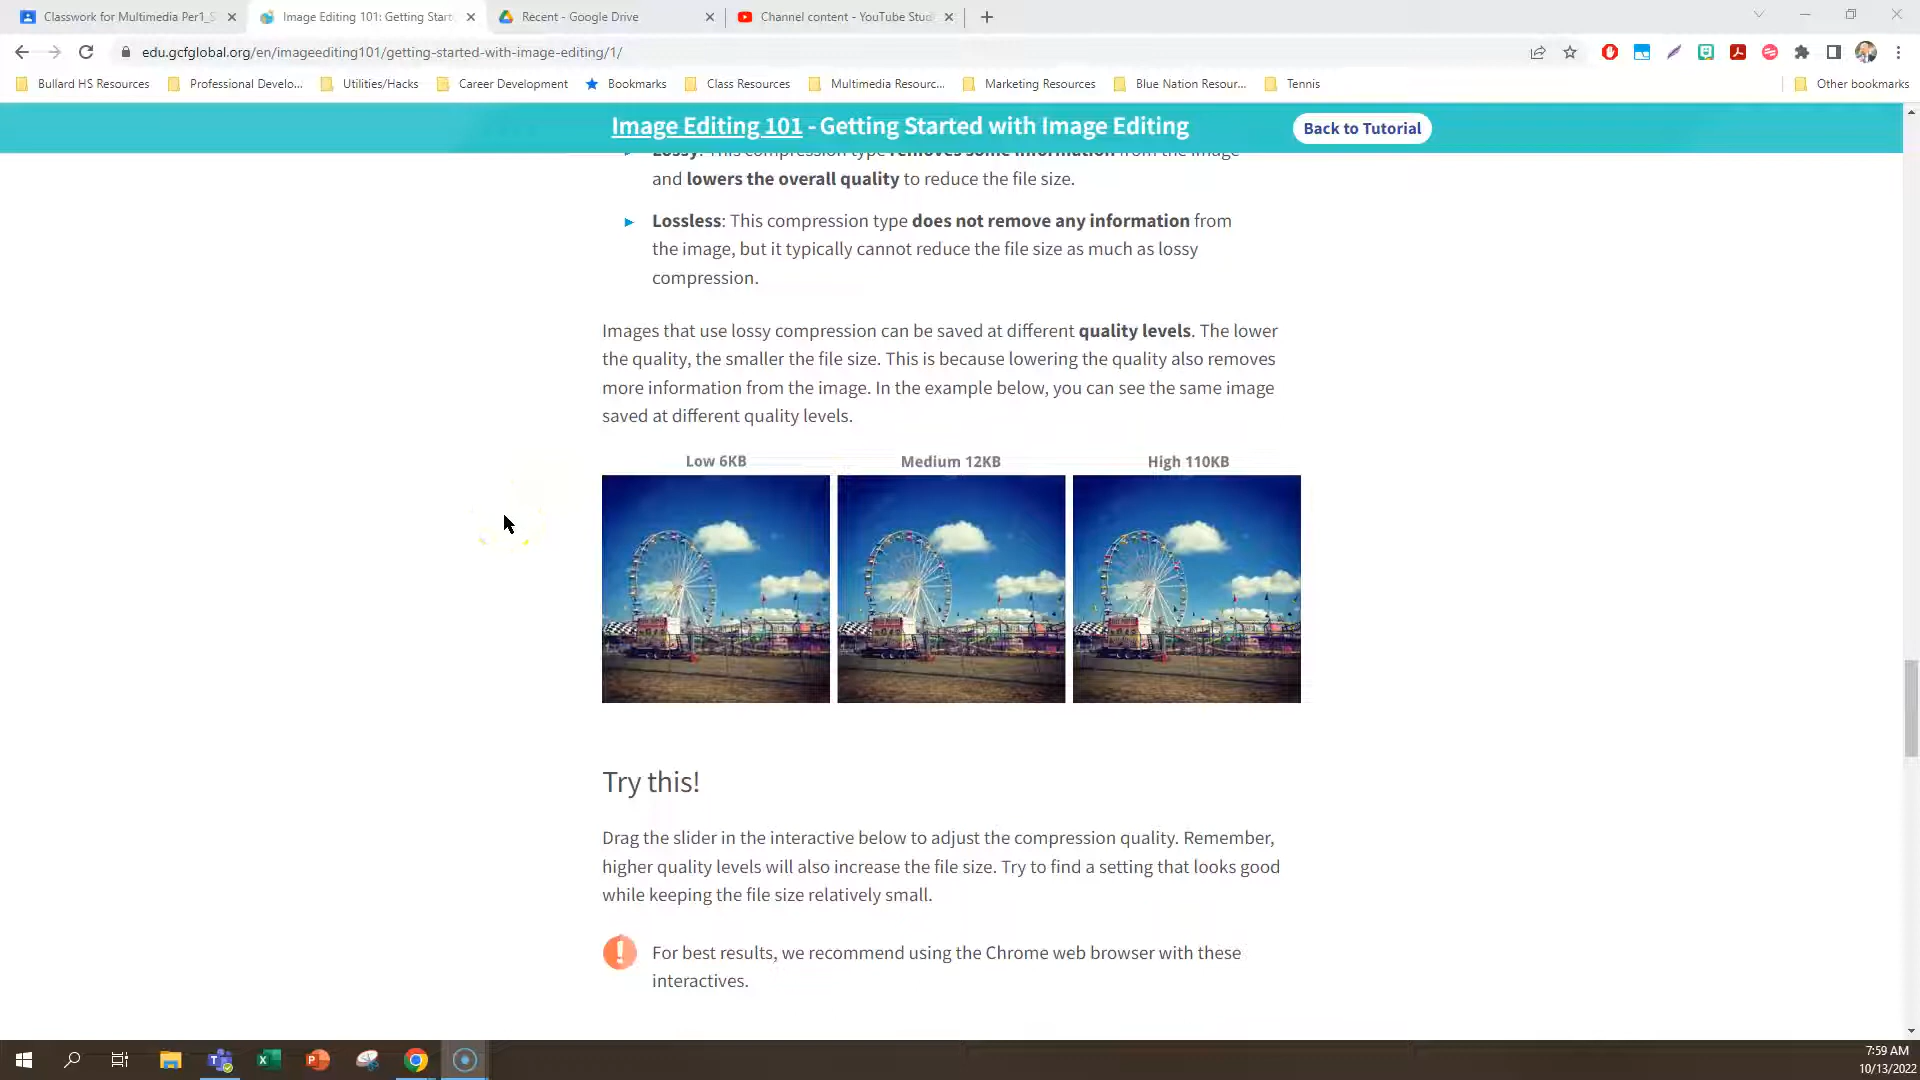 Classwork for Multimedia Per1_S
Image Editing 101: Getting Start
Recent - Google Drive
Channel content - YouTube Stud
edu.gcfglobal.org/en/imageediting101/getting-started-with-image-editing/1/
Bullard HS Resources
Professional Develo...
Utilities/Hacks
Career Development
Bookmarks
Class Resources
Multimedia Resourc...
Marketing Resources
Blue Nation Resour...
Tennis
Other bookmarks
Image Editing 101 - Getting Started with Image Editing
Back to Tutorial
Lossy: This compression type removes some information from the image
and lowers the overall quality to reduce the file size.
Lossless: This compression type does not remove any information from
the image, but it typically cannot reduce the file size as much as lossy
compression.
Images that use lossy compression can be saved at different quality levels. The lower
the quality, the smaller the file size. This is because lowering the quality also removes
more information from the image. In the example below, you can see the same image
saved at different quality levels.
Low 6KB
Medium 12KB
High 110KB
Try this!
Drag the slider in the interactive below to adjust the compression quality. Remember,
higher quality levels will also increase the file size. Try to find a setting that looks good
while keeping the file size relatively small.
For best results, we recommend using the Chrome web browser with these
interactives.
7:59 AM
10/13/2022